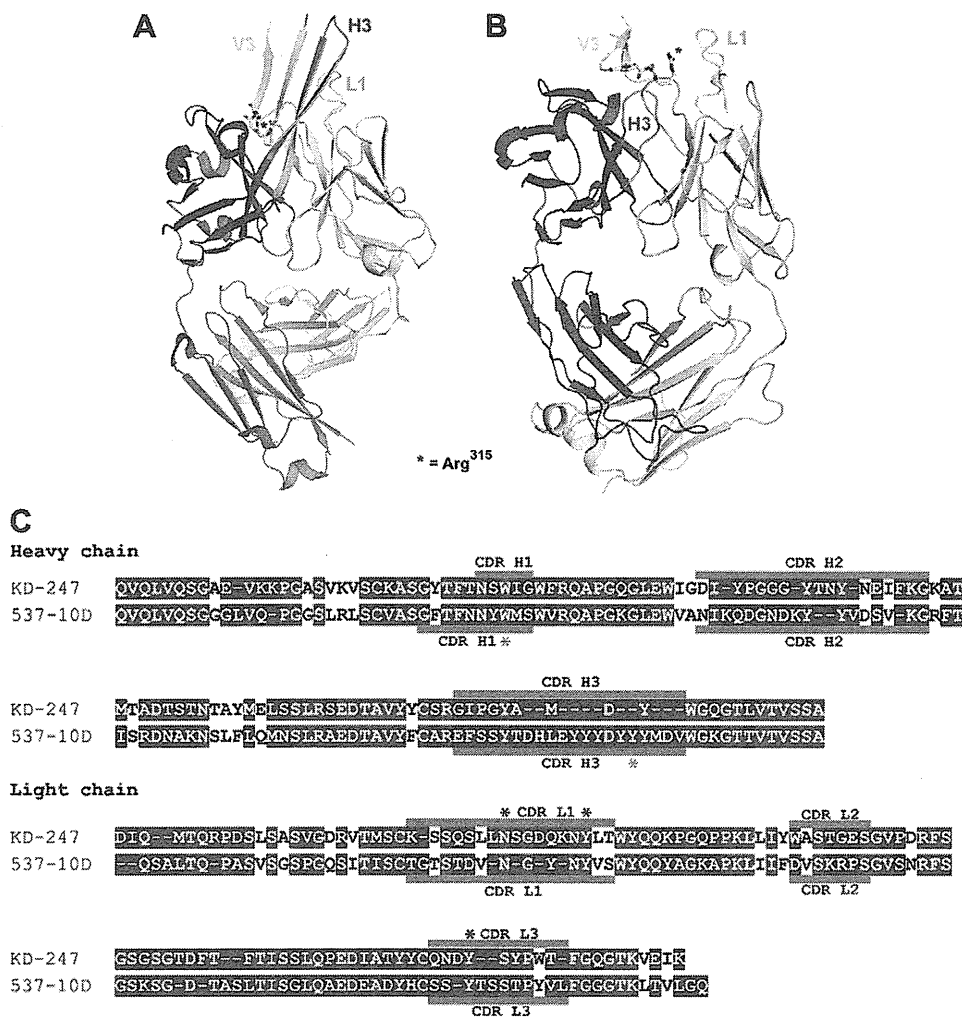 A
B
V3
H3
L1
V3
*
L1
H3
* = Arg315
C
Heavy chain
CDR H1 CDR H2
KD-247 QVQLVQSGAE-VKKPGASVKVSCKASGYTFTNSWIGWFRQAPGQGLEWIGDI-YPGGG-YTNY-NEIFKGKAT
537-10D QVQLVQSGGGLVQ-PGGSLRLSCVASGFTFNNYWMSWVRQAPGKGLEWVANIKQDGNDKY--YVDSV-KGRFT
CDR H1* CDR H2
CDR H3
KD-247 MTADTSTNTAYMELSSLRSEDTAVYYCSRGIPGYA--M----D--Y---WGQGTLVTVSSA
537-10D ISRDNAKNSLFLQMNSLRAEDTAVYFCAREFSSYTDHLEYYYDYYYMDVWGKGTTVTVSSA
CDR H3 *
Light chain
* CDR L1 * CDR L2
KD-247 DIQ--MTQRPDSLSASVGDRVTMSCK-SSQSLLNSGDQKNYLTWYQQKPGQPPKLLIYWASTGESGVPDRFS
537-10D --QSALTQ-PASVSGSPGQSITISCTGTSTDV-N-G-Y-NYVSWYQQYAGKAPKLIIFDVSKRPSGVSNRFS
CDR L1 CDR L2
* CDR L3
KD-247 GSGSGTDFT--FTISSLQPEDIATYYCQNDY--SYPWT-FGQGTKVEIK
537-10D GSKSG-D-TASLTISGLQAEDEADYHCSS-YTSSTPYVLFGGGTKLTVLGQ
CDR L3